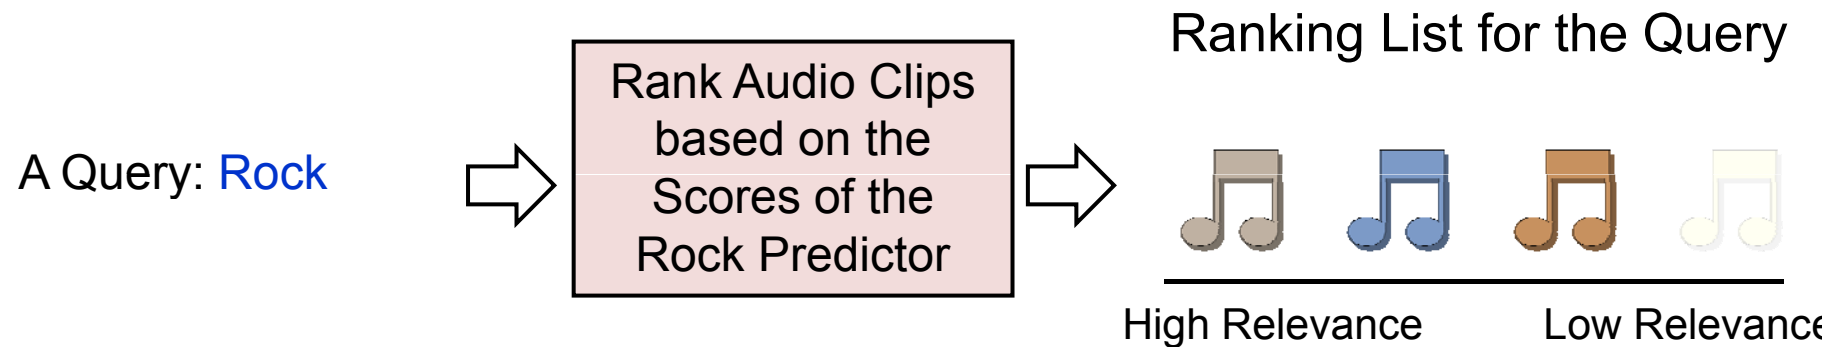 Ranking List for the Query
A Query: Rock
Rank Audio Clips
based on the
Scores of the
Rock Predictor
High Relevance
Low Relevance